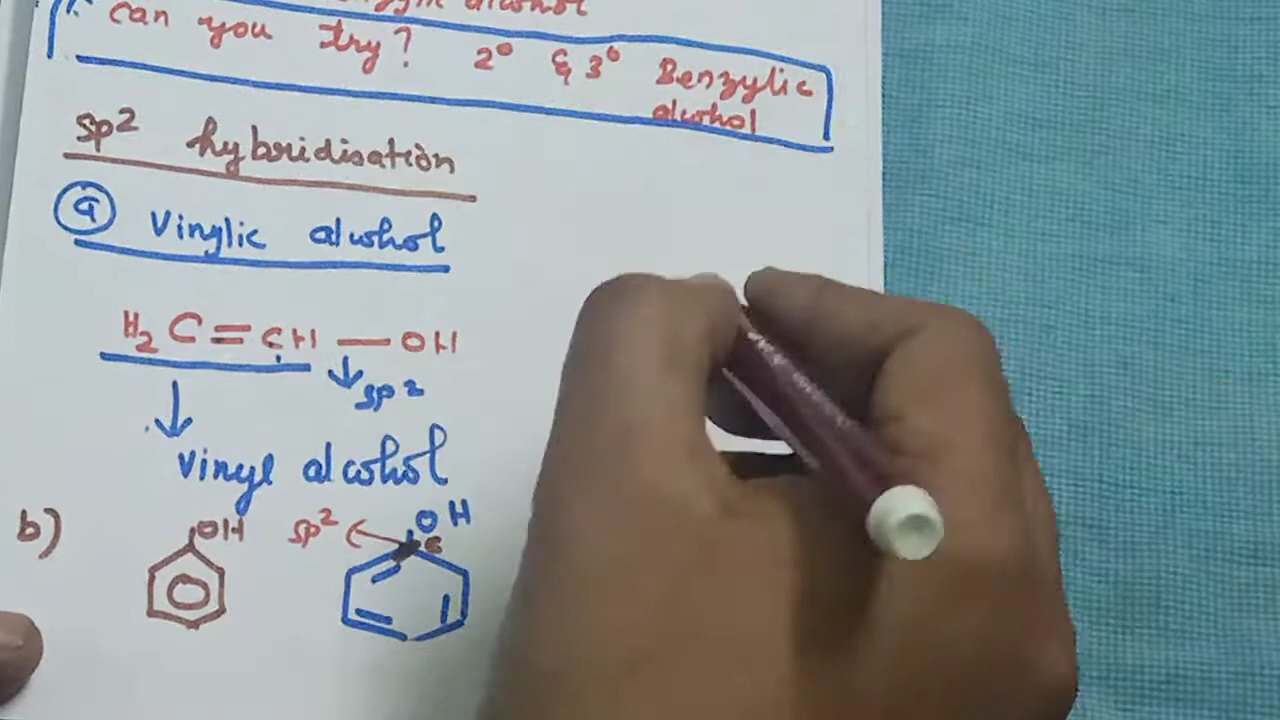 alcohol
can you try? 2° & 3° Benzylic
alcohol
sp2 hybridisation
a vinylic alcohol
H2C=CH—OH
sp2
vinyl alcohol
b) OH sp2 OH
c